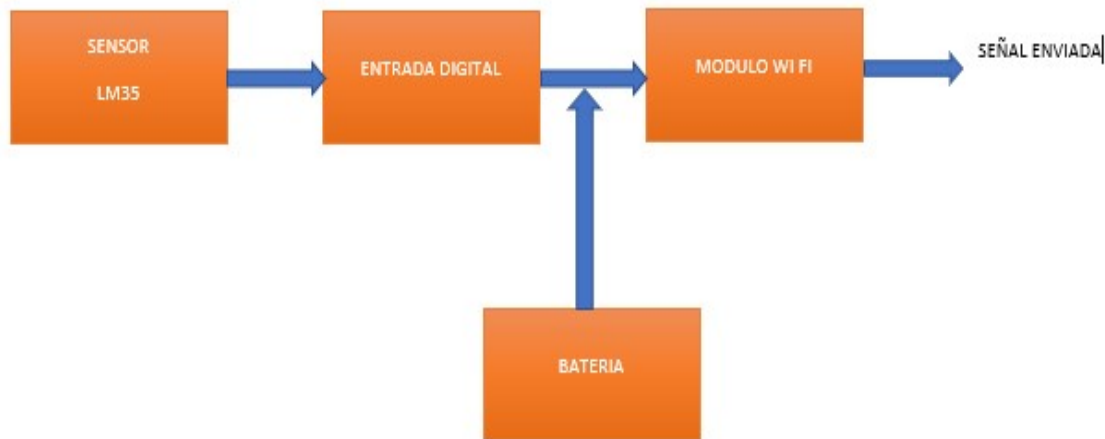 SENSOR
LM35
ENTRADA DIGITAL
MODULO WI FI
SEÑAL ENVIADA
BATERIA